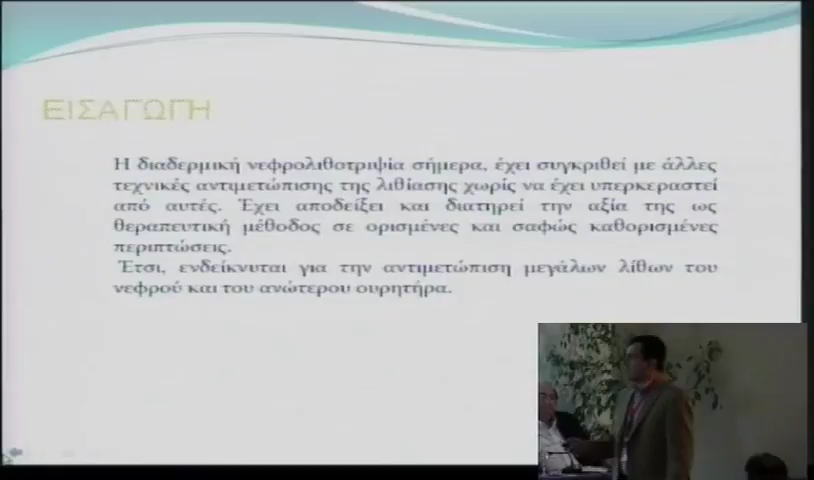 ΕΙΣΑΓΩΓΗ
Η διαδερμική νεφρολιθοτριψία σήμερα, έχει συγκριθεί με άλλες
τεχνικές αντιμετώπισης της λιθίασης χωρίς να έχει υπερκεραστεί
από αυτές. Έχει αποδείξει και διατηρεί την αξία της ως
θεραπευτική μέθοδος σε ορισμένες και σαφώς καθορισμένες
περιπτώσεις.
Έτσι, ενδείκνυται για την αντιμετώπιση μεγάλων λίθων του
νεφρού και του ανώτερου ουρητήρα.